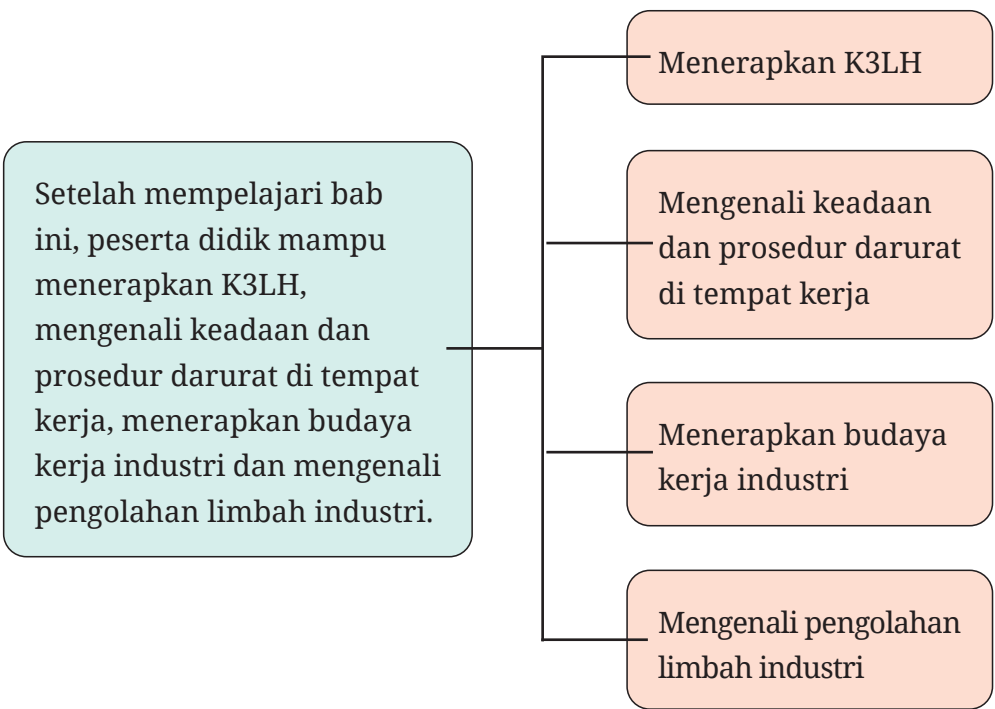 Setelah mempelajari bab
ini, peserta didik mampu
menerapkan K3LH,
mengenali keadaan dan
prosedur darurat di tempat
kerja, menerapkan budaya
kerja industri dan mengenali
pengolahan limbah industri.
Menerapkan K3LH
Mengenali keadaan
dan prosedur darurat
di tempat kerja
Menerapkan budaya
kerja industri
Mengenali pengolahan
limbah industri